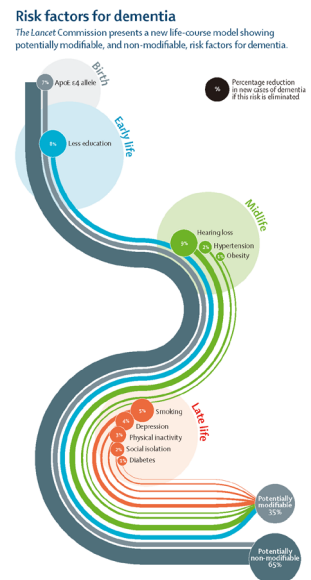 Risk factors for dementia
The Lancet Commission presents a new life-course model showing
potentially modifiable, and non-modifiable, risk factors for dementia.
Birth
7%
ApoE ε4 allele
%
Percentage reduction
in new cases of dementia
if this risk is eliminated
Early life
8%
Less education
Midlife
Hearing loss
9%
2%
Hypertension
1%
Obesity
Late life
5%
Smoking
4%
Depression
3%
Physical inactivity
2%
Social isolation
1%
Diabetes
Potentially
modifiable
35%
Potentially
non-modifiable
65%